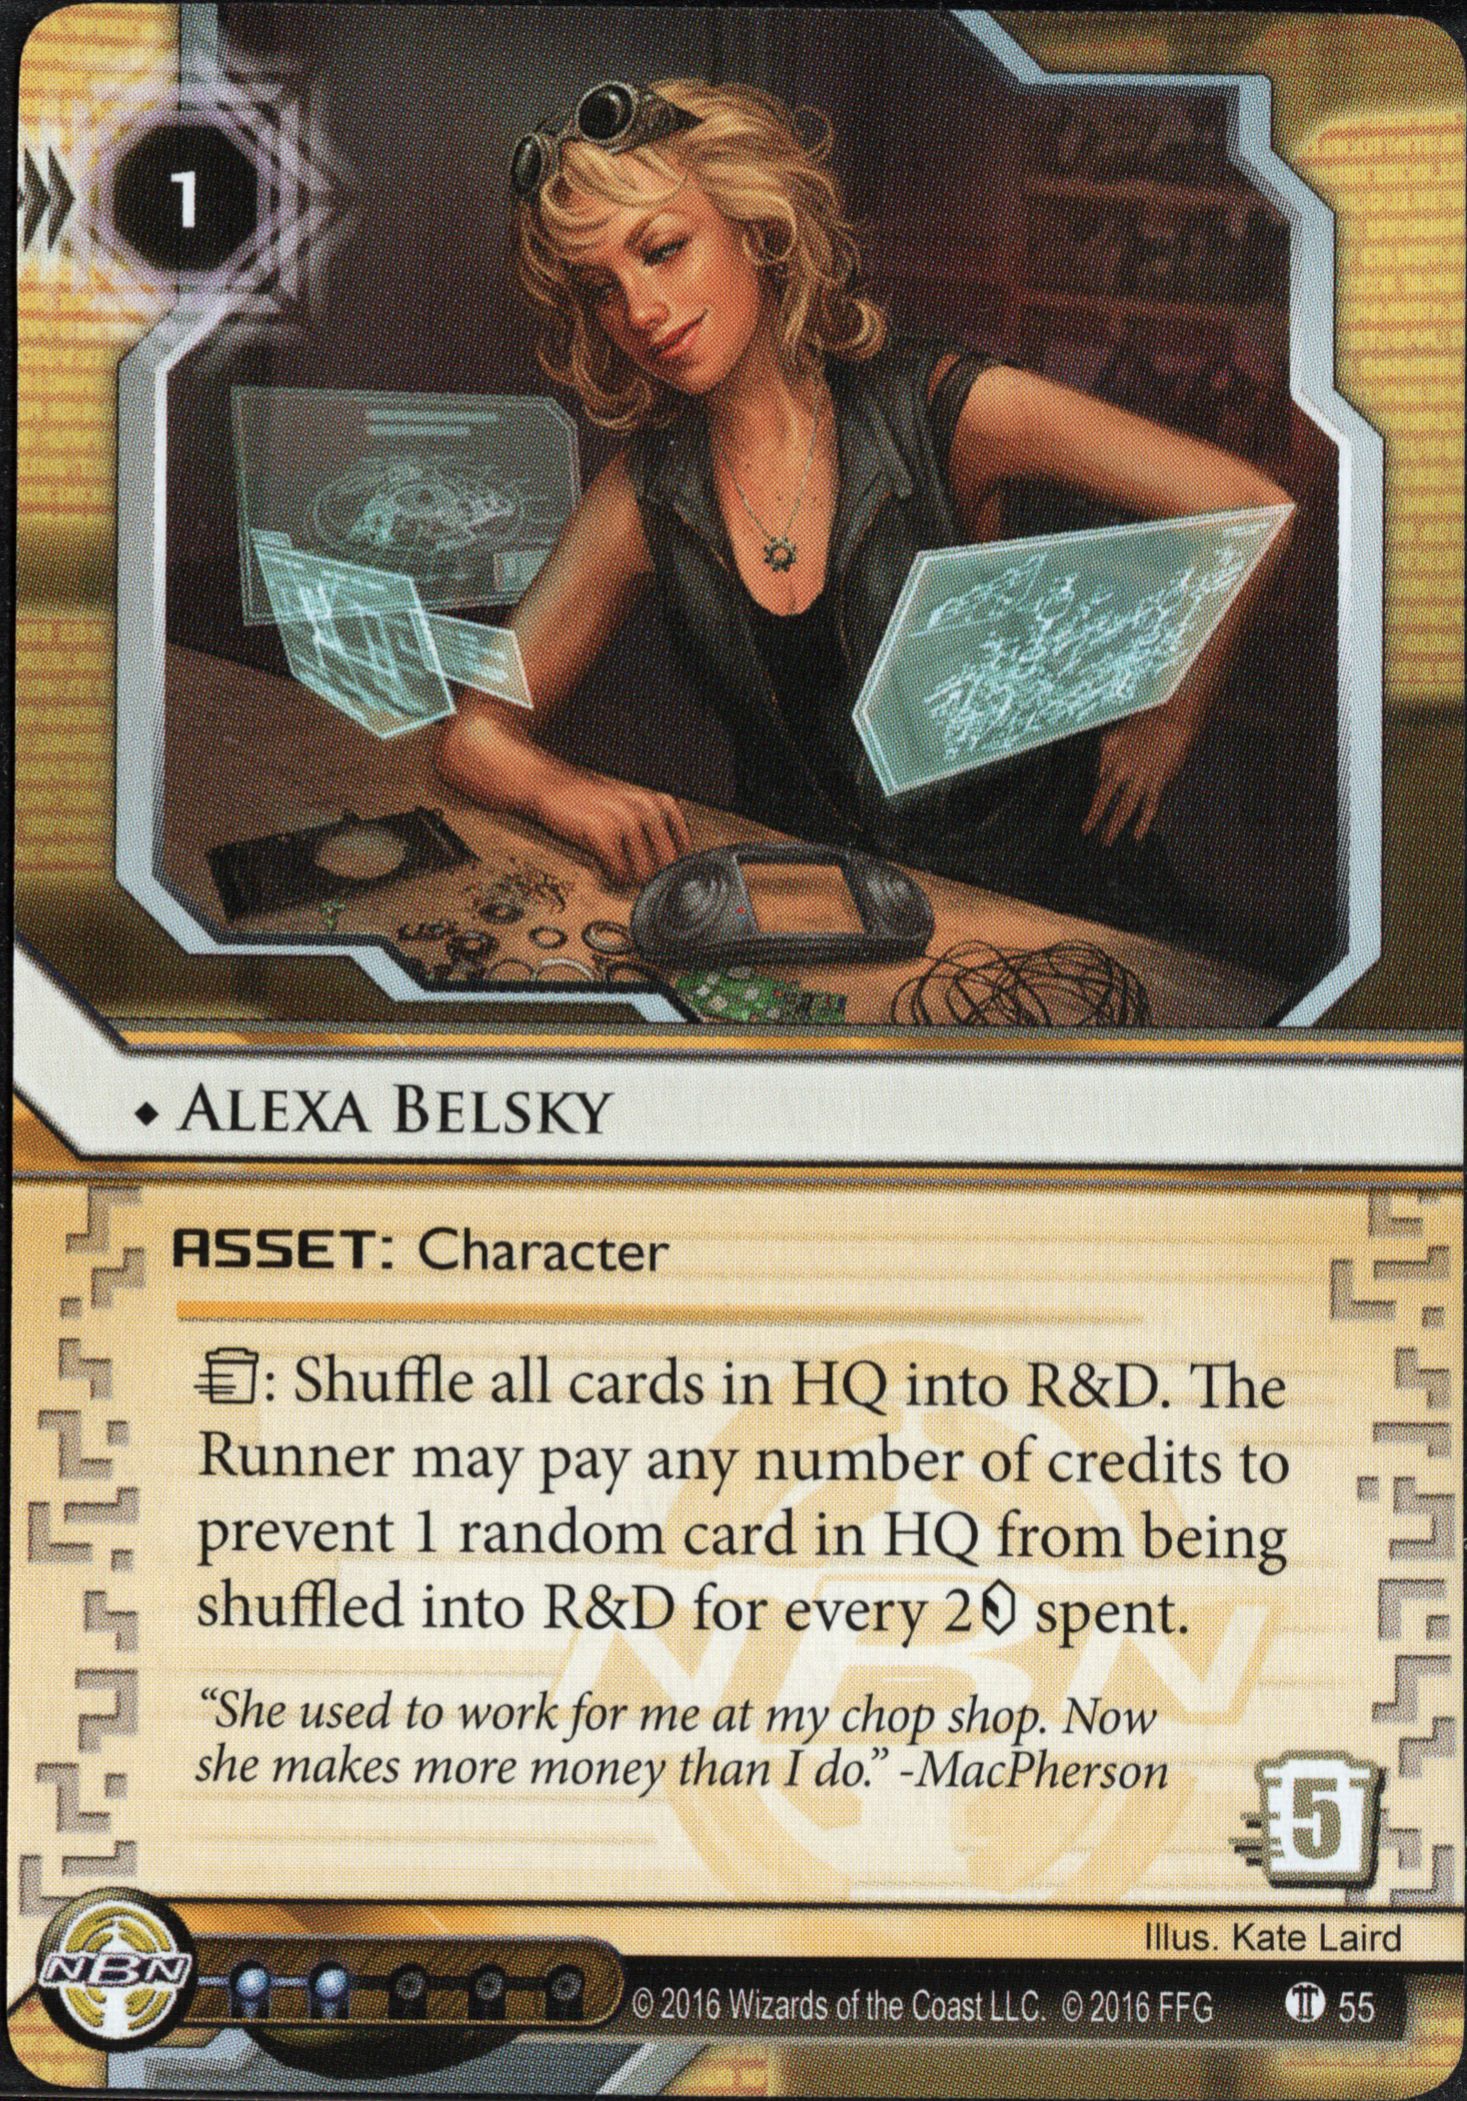 1
◆ ALEXA BELSKY
ASSET: Character
: Shuffle all cards in HQ into R&D. The
Runner may pay any number of credits to
prevent 1 random card in HQ from being
shuffled into R&D for every 2 spent.
“She used to work for me at my chop shop. Now
she makes more money than I do.” -MacPherson
5
Illus. Kate Laird
NBN
© 2016 Wizards of the Coast LLC. © 2016 FFG 55